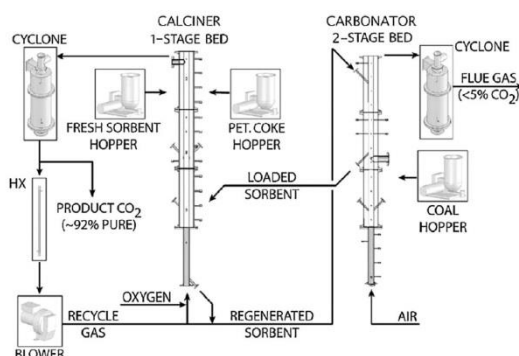 CALCINER
1-STAGE BED
CARBONATOR
2-STAGE BED
CYCLONE
CYCLONE
FLUE GAS
(<5% CO₂)
FRESH SORBENT
HOPPER
PET. COKE
HOPPER
HX
PRODUCT CO₂
(~92% PURE)
LOADED
SORBENT
COAL
HOPPER
OXYGEN
RECYCLE
GAS
REGENERATED
SORBENT
AIR
BLOWER